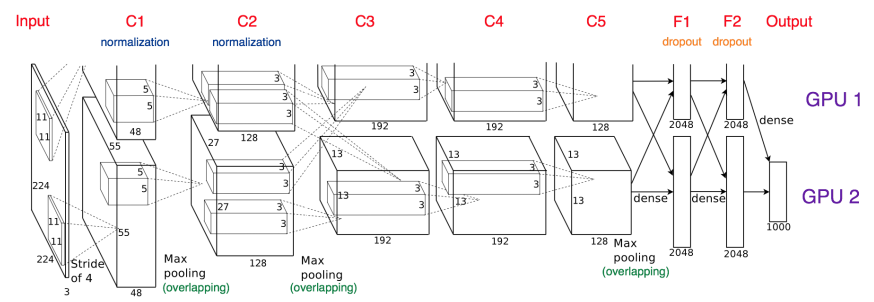 Input C1 C2 C3 C4 C5 F1 F2 Output
normalization normalization dropout dropout
GPU 1
5 5 3 3 3 3 3 3 3
11 11
48 128 192 192 128 2048 2048
dense
55 27 13 13 13
5 5 3 3 3 3 3 3
224
13 13 13
27 3 3
dense dense
GPU 2
11 11
55
192 192 128 1000
224
Stride of 4
Max pooling (overlapping)
128
Max pooling (overlapping)
Max pooling (overlapping)
2048 2048
3 48